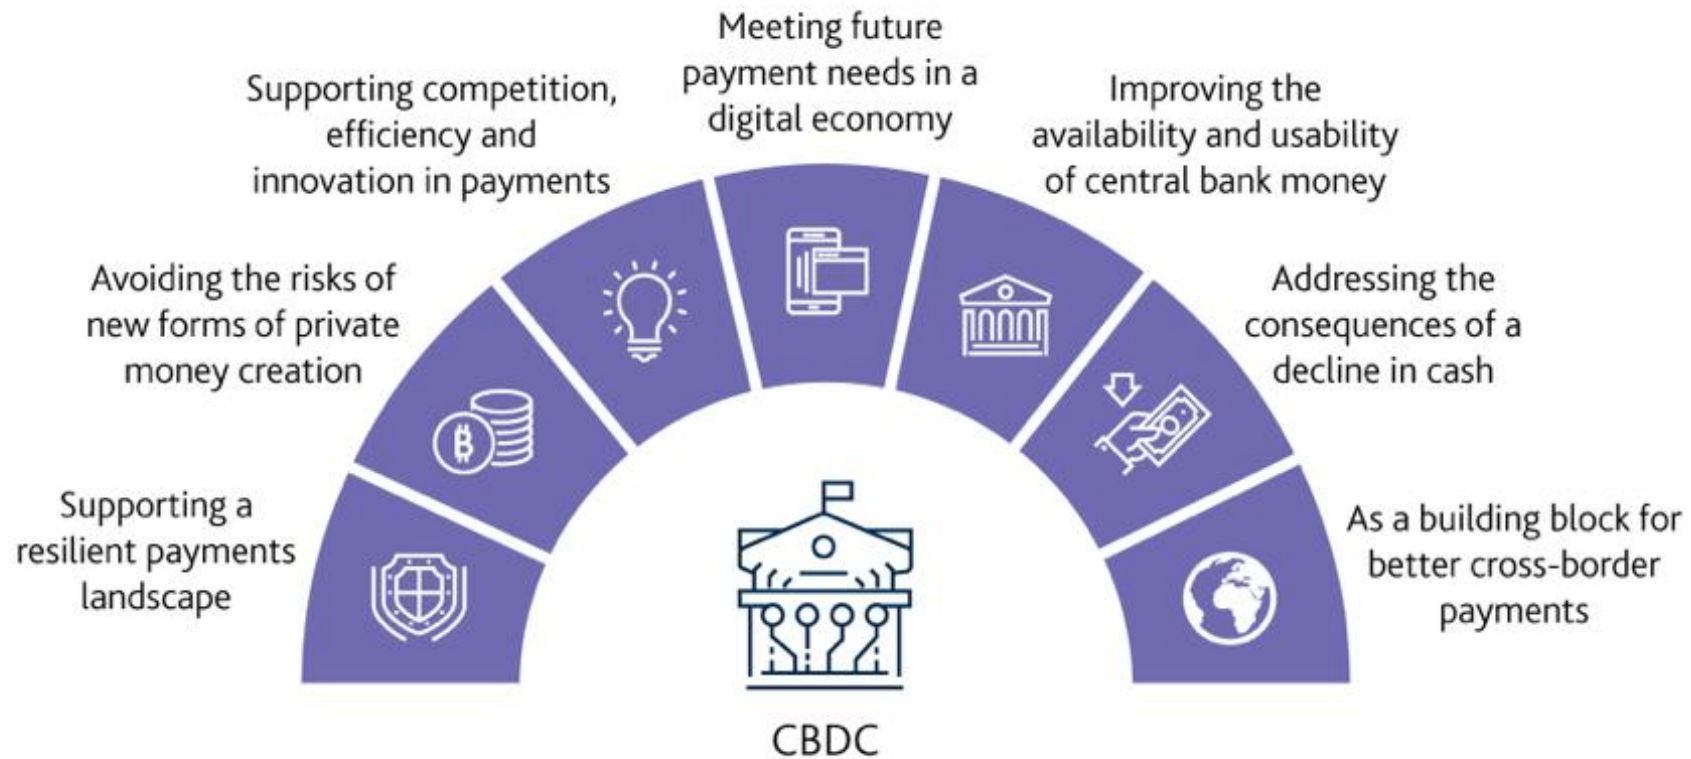 Supporting a
resilient payments
landscape
Avoiding the risks of
new forms of private
money creation
Supporting competition,
efficiency and
innovation in payments
Meeting future
payment needs in a
digital economy
Improving the
availability and usability
of central bank money
Addressing the
consequences of a
decline in cash
As a building block for
better cross-border
payments
CBDC